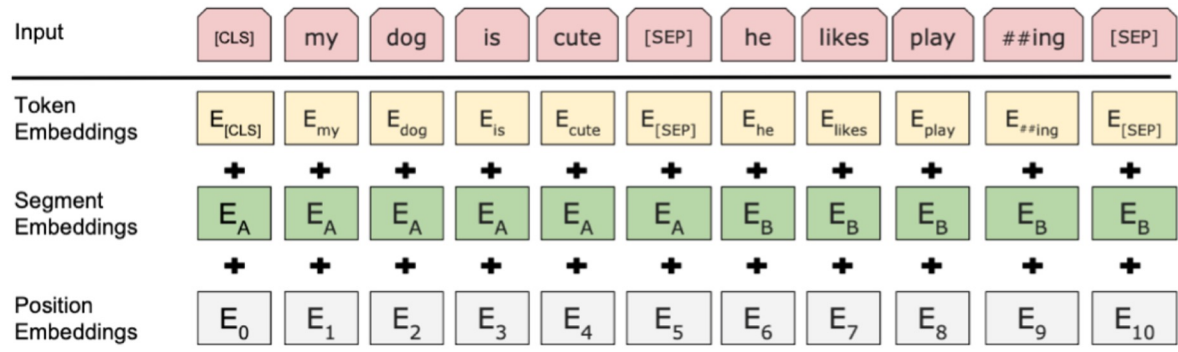 Input [CLS] my dog is cute [SEP] he likes play ##ing [SEP]
Token Embeddings E[CLS] Emy Edog Eis Ecute E[SEP] Ehe Elikes Eplay E##ing E[SEP]
+ + + + + + + + + + +
Segment Embeddings EA EA EA EA EA EA EB EB EB EB EB
+ + + + + + + + + + +
Position Embeddings E0 E1 E2 E3 E4 E5 E6 E7 E8 E9 E10